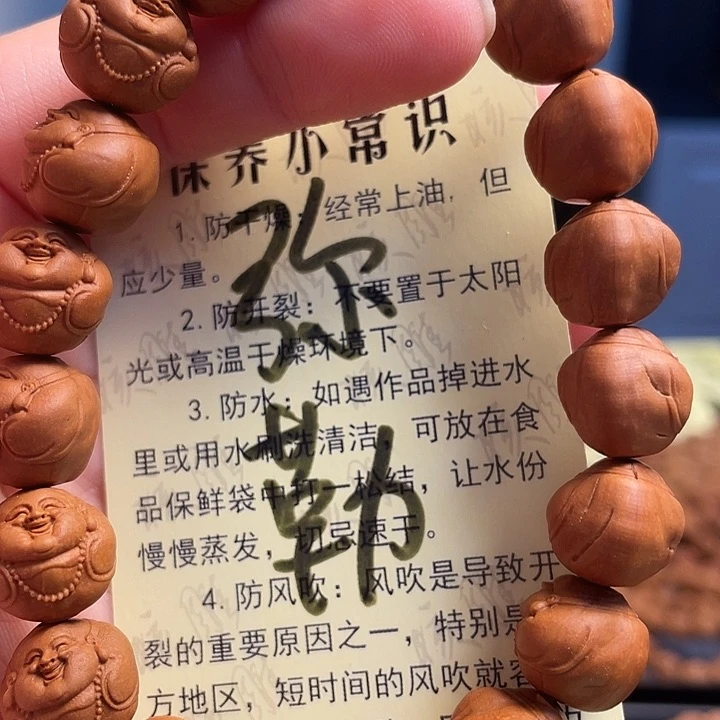 保养小常识
1. 防干燥：经常上油，但
应少量。
2. 防开裂：不要置于太阳
光或高温干燥环境下。
3. 防水：如遇作品掉进水
里或用水刷洗清洁，可放在食
品保鲜袋中打一松结，让水份
慢慢蒸发，切忌速干。
4. 防风吹：风吹是导致开
裂的重要原因之一，特别是
方地区，短时间的风吹就容
弥勒